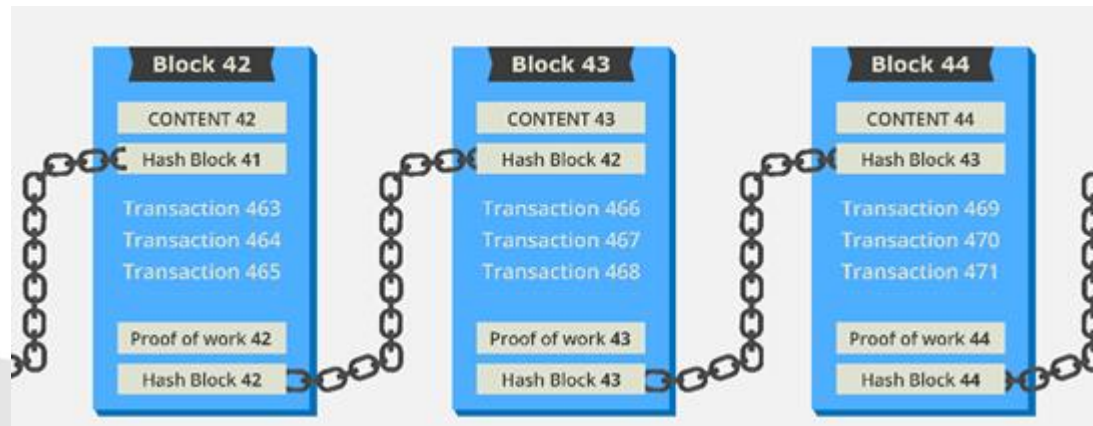 Block 42
CONTENT 42
Hash Block 41
Transaction 463
Transaction 464
Transaction 465
Proof of work 42
Hash Block 42
Block 43
CONTENT 43
Hash Block 42
Transaction 466
Transaction 467
Transaction 468
Proof of work 43
Hash Block 43
Block 44
CONTENT 44
Hash Block 43
Transaction 469
Transaction 470
Transaction 471
Proof of work 44
Hash Block 44